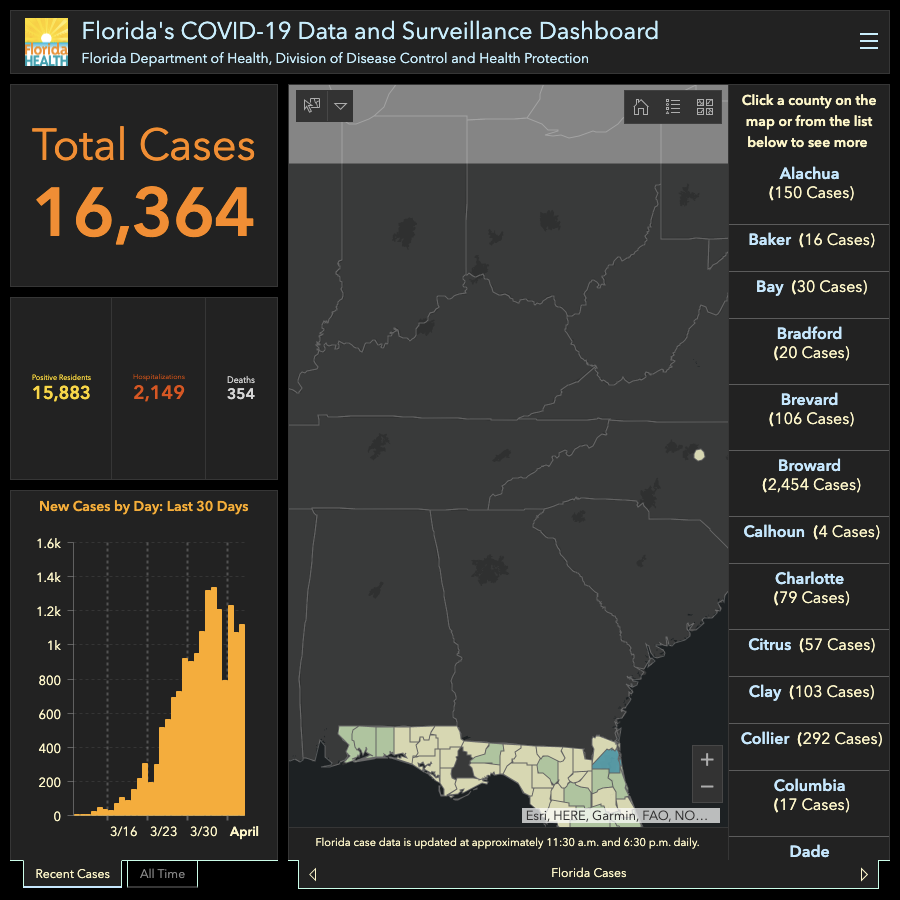 Florida HEALTH
Florida's COVID-19 Data and Surveillance Dashboard
Florida Department of Health, Division of Disease Control and Health Protection
Total Cases
16,364
Positive Residents
15,883
Hospitalizations
2,149
Deaths
354
New Cases by Day: Last 30 Days
1.6k
1.4k
1.2k
1k
800
600
400
200
0
3/16 3/23 3/30 April
Recent Cases All Time
Esri, HERE, Garmin, FAO, NO...
+
−
Florida case data is updated at approximately 11:30 a.m. and 6:30 p.m. daily.
Florida Cases
Click a county on the
map or from the list
below to see more
Alachua
(150 Cases)
Baker (16 Cases)
Bay (30 Cases)
Bradford
(20 Cases)
Brevard
(106 Cases)
Broward
(2,454 Cases)
Calhoun (4 Cases)
Charlotte
(79 Cases)
Citrus (57 Cases)
Clay (103 Cases)
Collier (292 Cases)
Columbia
(17 Cases)
Dade